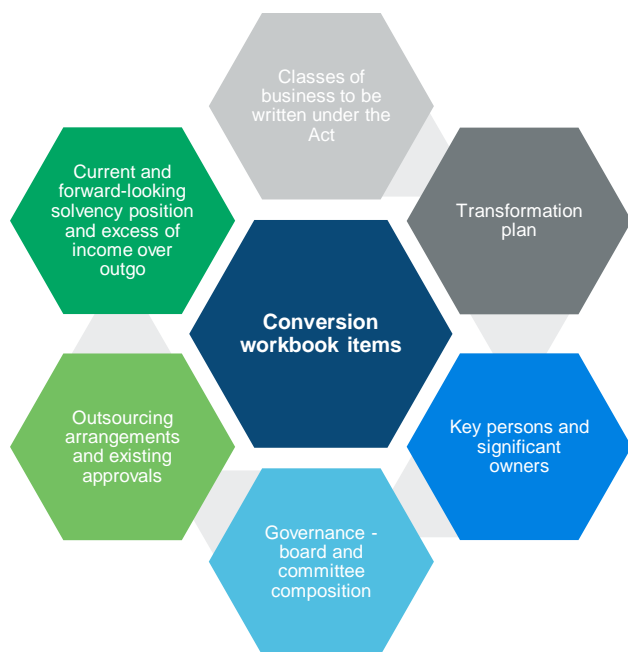 Classes of
business to be
written under the
Act
Transformation
plan
Key persons and
significant
owners
Governance -
board and
committee
composition
Outsourcing
arrangements
and existing
approvals
Current and
forward-looking
solvency position
and excess of
income over
outgo
Conversion
workbook items